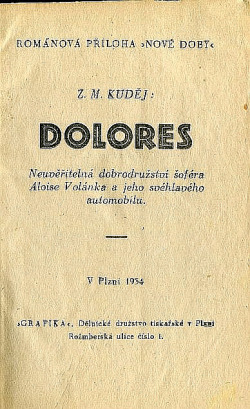 ROMÁNOVÁ PŘÍLOHA »NOVÉ DOBY«
Z. M. KUDĚJ:
DOLORES
Neuvěřitelná dobrodružství šoféra
Aloise Volánka a jeho svéhlavého
automobilu.
V Plzni 1934
»GRAFIKA«, Dělnické družstvo tiskařské v Plzni
Rožmberská ulice číslo 1.